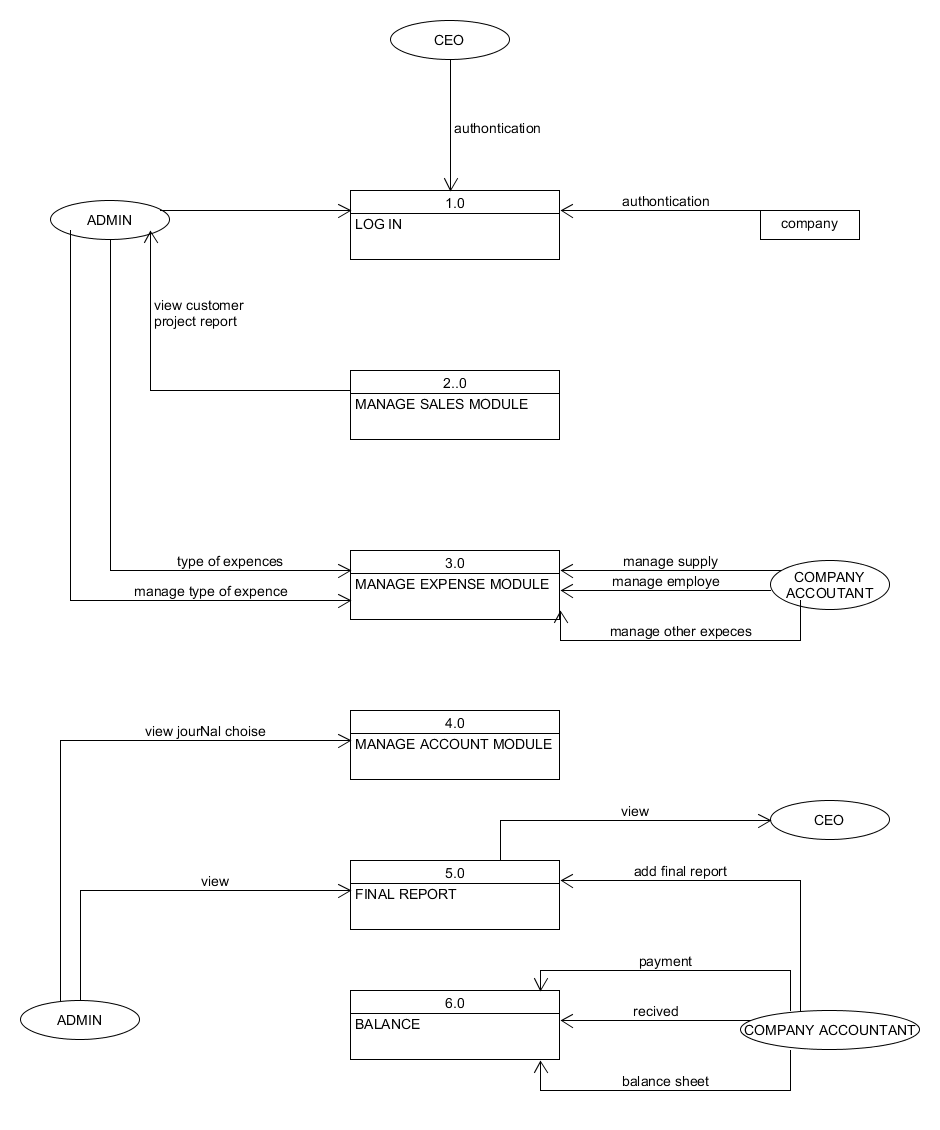 CEO
authontication
1.0
LOG IN
ADMIN
authontication
company
view customer
project report
2..0
MANAGE SALES MODULE
type of expences
manage type of expence
3.0
MANAGE EXPENSE MODULE
manage supply
manage employe
manage other expeces
COMPANY
ACCOUTANT
view jourNal choise
4.0
MANAGE ACCOUNT MODULE
view
CEO
view
5.0
FINAL REPORT
add final report
payment
6.0
BALANCE
recived
ADMIN
COMPANY ACCOUNTANT
balance sheet